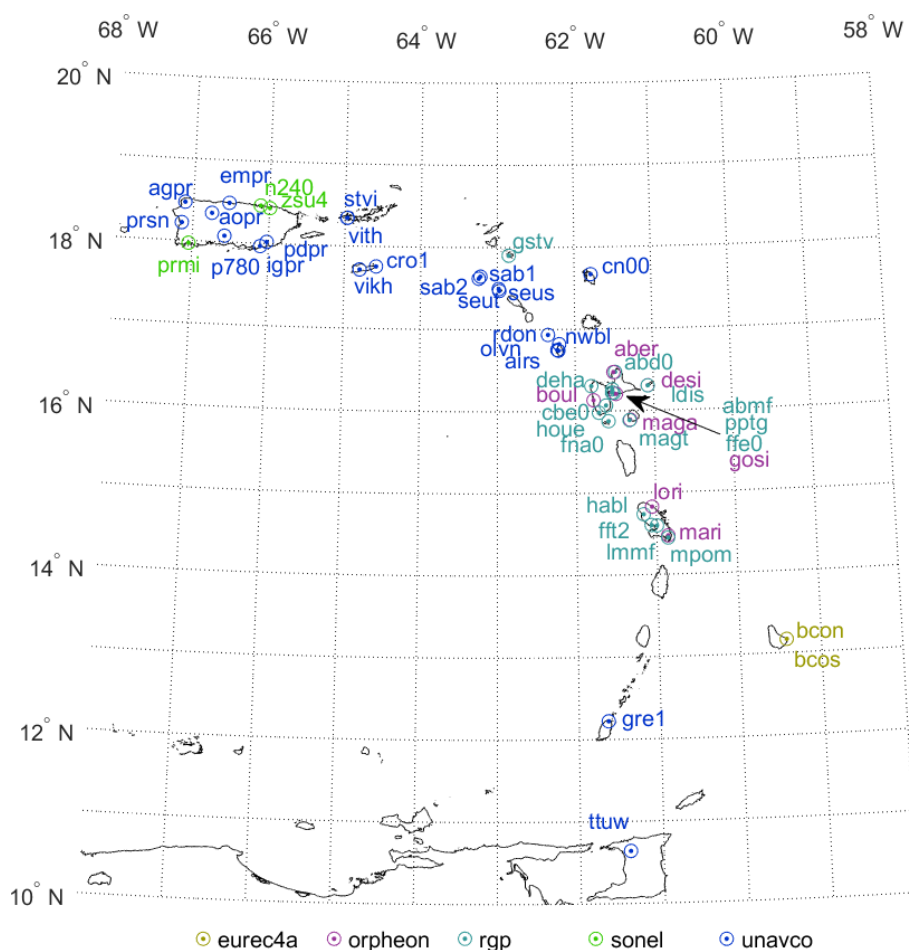 68° W 66° W 64° W 62° W 60° W 58° W
20° N
agpr empr n240
zsu4 stvi
prsn aopr
18° N vith gstv
prmi p780 igpr pdpr
vikh cro1 sab2 sab1 cn00
seut seus
rdon nwbl
olvn airs aber
abd0
deha desi
boul ldis abmf
16° N cbe0 maga pptg
houe magt ffe0
fna0 gosi
habl lori
fft2 mari
14° N lmmf mpom
bcon
bcos
12° N gre1
ttuw
10° N
eurec4a orpheon rgp sonel unavco